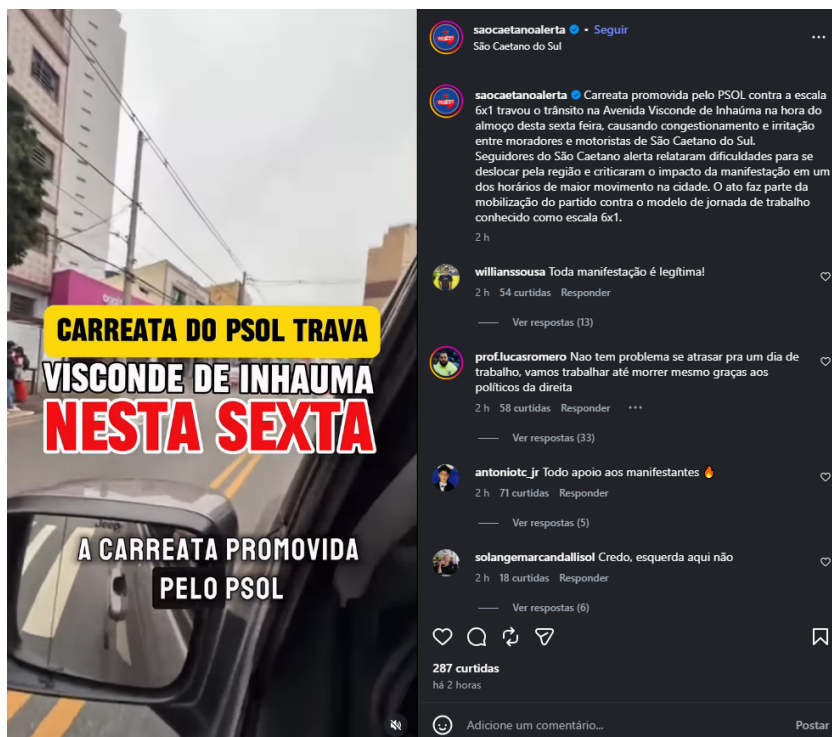 CARREATA DO PSOL TRAVA
VISCONDE DE INHAUMA
NESTA SEXTA
A CARREATA PROMOVIDA
PELO PSOL
Jeep
saocaetanoalerta • Seguir
São Caetano do Sul
saocaetanoalerta Carreata promovida pelo PSOL contra a escala
6x1 travou o trânsito na Avenida Visconde de Inhaúma na hora do
almoço desta sexta feira, causando congestionamento e irritação
entre moradores e motoristas de São Caetano do Sul.
Seguidores do São Caetano alerta relataram dificuldades para se
deslocar pela região e criticaram o impacto da manifestação em um
dos horários de maior movimento na cidade. O ato faz parte da
mobilização do partido contra o modelo de jornada de trabalho
conhecido como escala 6x1.
2 h
willianssousa Toda manifestação é legítima!
2 h 54 curtidas Responder
Ver respostas (13)
prof.lucasromero Nao tem problema se atrasar pra um dia de
trabalho, vamos trabalhar até morrer mesmo graças aos
políticos da direita
2 h 58 curtidas Responder
Ver respostas (33)
antoniotc_jr Todo apoio aos manifestantes 🔥
2 h 71 curtidas Responder
Ver respostas (5)
solangemarcandallisol Credo, esquerda aqui não
2 h 18 curtidas Responder
Ver respostas (6)
287 curtidas
há 2 horas
Adicione um comentário... Postar